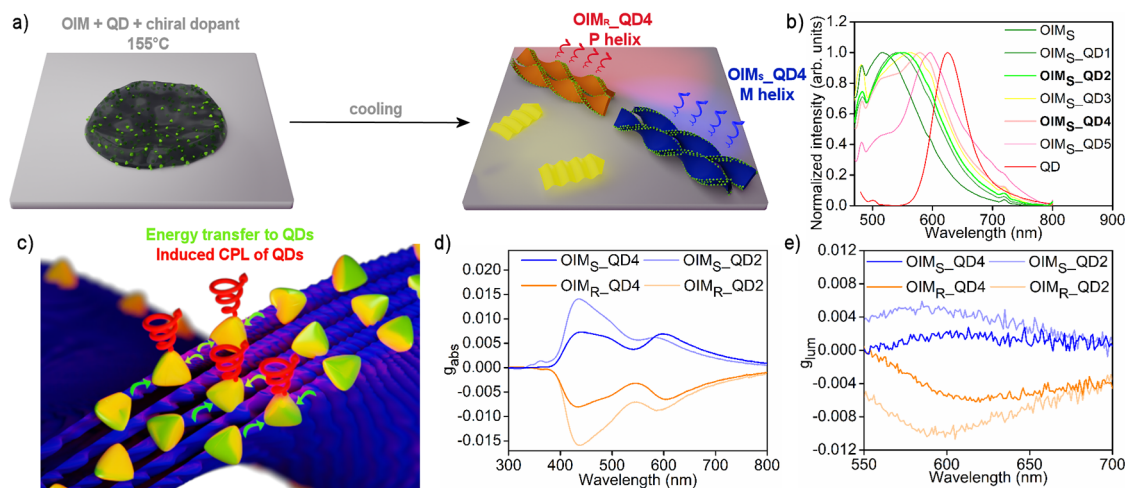 a)
OIM + QD + chiral dopant
155°C
cooling
OIMR_QD4
P helix
OIMs_QD4
M helix
b)
Normalized intensity (arb. units)
1.0
0.8
0.6
0.4
0.2
0.0
500 600 700 800 900
Wavelength (nm)
OIMS
OIMS_QD1
OIMS_QD2
OIMS_QD3
OIMS_QD4
OIMS_QD5
QD
c)
Energy transfer to QDs
Induced CPL of QDs
d)
gabs
0.020
0.015
0.010
0.005
0.000
-0.005
-0.010
-0.015
300 400 500 600 700 800
Wavelength (nm)
OIMS_QD4 OIMS_QD2
OIMR_QD4 OIMR_QD2
e)
glum
0.012
0.008
0.004
0.000
-0.004
-0.008
-0.012
550 600 650 700
Wavelength (nm)
OIMS_QD4 OIMS_QD2
OIMR_QD4 OIMR_QD2